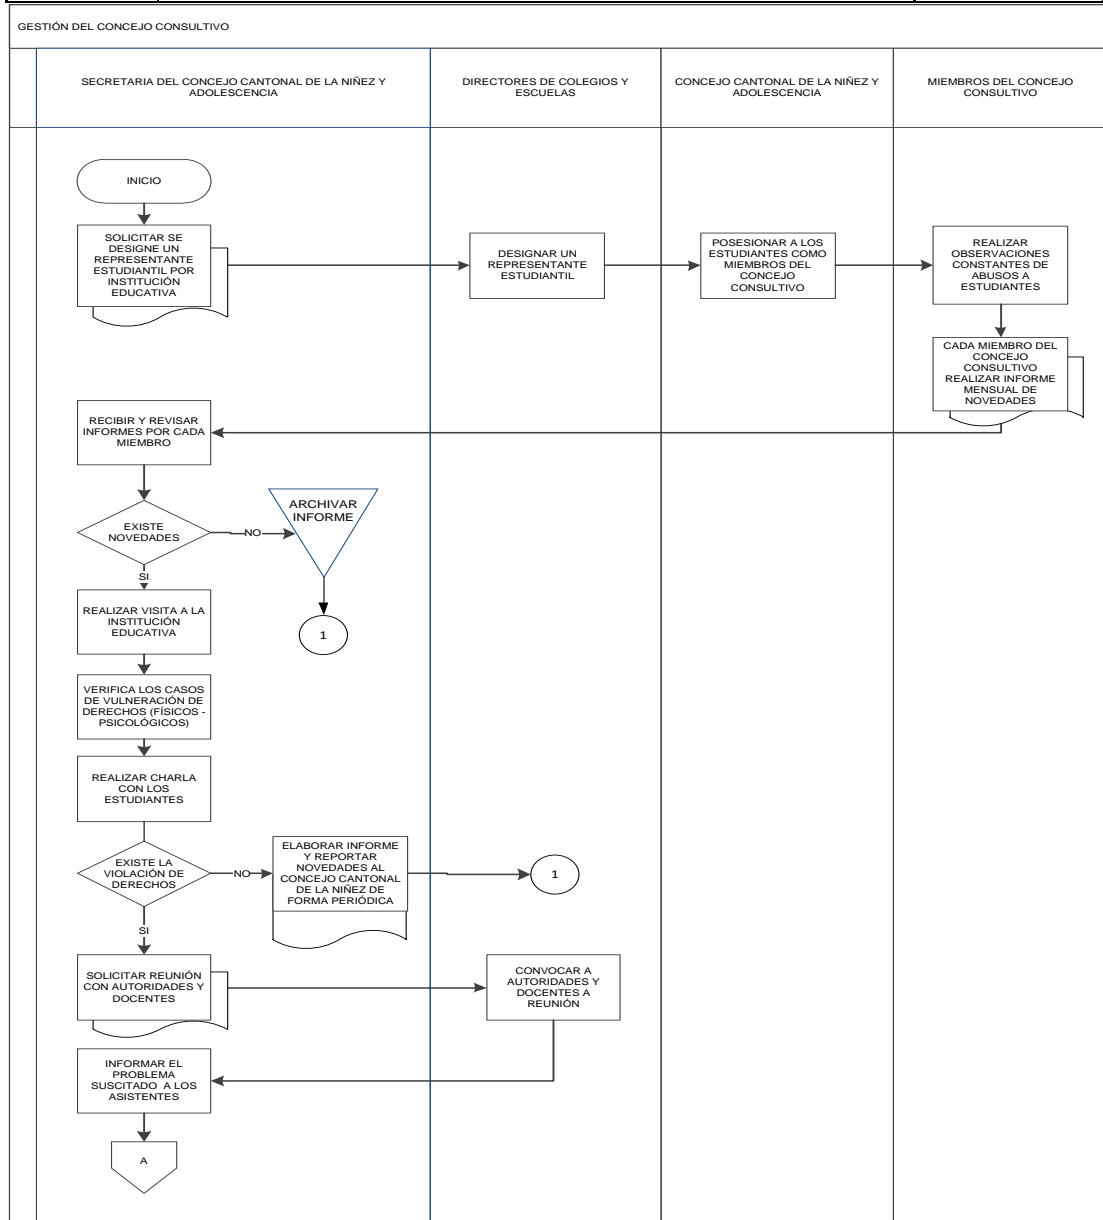 GESTIÓN DEL CONCEJO CONSULTIVO
SECRETARIA DEL CONCEJO CANTONAL DE LA NIÑEZ Y
ADOLESCENCIA
DIRECTORES DE COLEGIOS Y
ESCUELAS
CONCEJO CANTONAL DE LA NIÑEZ Y
ADOLESCENCIA
MIEMBROS DEL CONCEJO
CONSULTIVO
INICIO
SOLICITAR SE
DESIGNE UN
REPRESENTANTE
ESTUDIANTIL POR
INSTITUCIÓN
EDUCATIVA
DESIGNAR UN
REPRESENTANTE
ESTUDIANTIL
POSESIONAR A LOS
ESTUDIANTES COMO
MIEMBROS DEL
CONCEJO
CONSULTIVO
REALIZAR
OBSERVACIONES
CONSTANTES DE
ABUSOS A
ESTUDIANTES
CADA MIEMBRO DEL
CONCEJO
CONSULTIVO
REALIZAR INFORME
MENSUAL DE
NOVEDADES
RECIBIR Y REVISAR
INFORMES POR CADA
MIEMBRO
EXISTE
NOVEDADES
NO
ARCHIVAR
INFORME
SI.
1
REALIZAR VISITA A LA
INSTITUCIÓN
EDUCATIVA
VERIFICA LOS CASOS
DE VULNERACIÓN DE
DERECHOS (FÍSICOS -
PSICOLÓGICOS)
REALIZAR CHARLA
CON LOS
ESTUDIANTES
EXISTE LA
VIOLACIÓN DE
DERECHOS
NO
ELABORAR INFORME
Y REPORTAR
NOVEDADES AL
CONCEJO CANTONAL
DE LA NIÑEZ DE
FORMA PERIÓDICA
1
SI
SOLICITAR REUNIÓN
CON AUTORIDADES Y
DOCENTES
CONVOCAR A
AUTORIDADES Y
DOCENTES A
REUNIÓN
INFORMAR EL
PROBLEMA
SUSCITADO A LOS
ASISTENTES
A